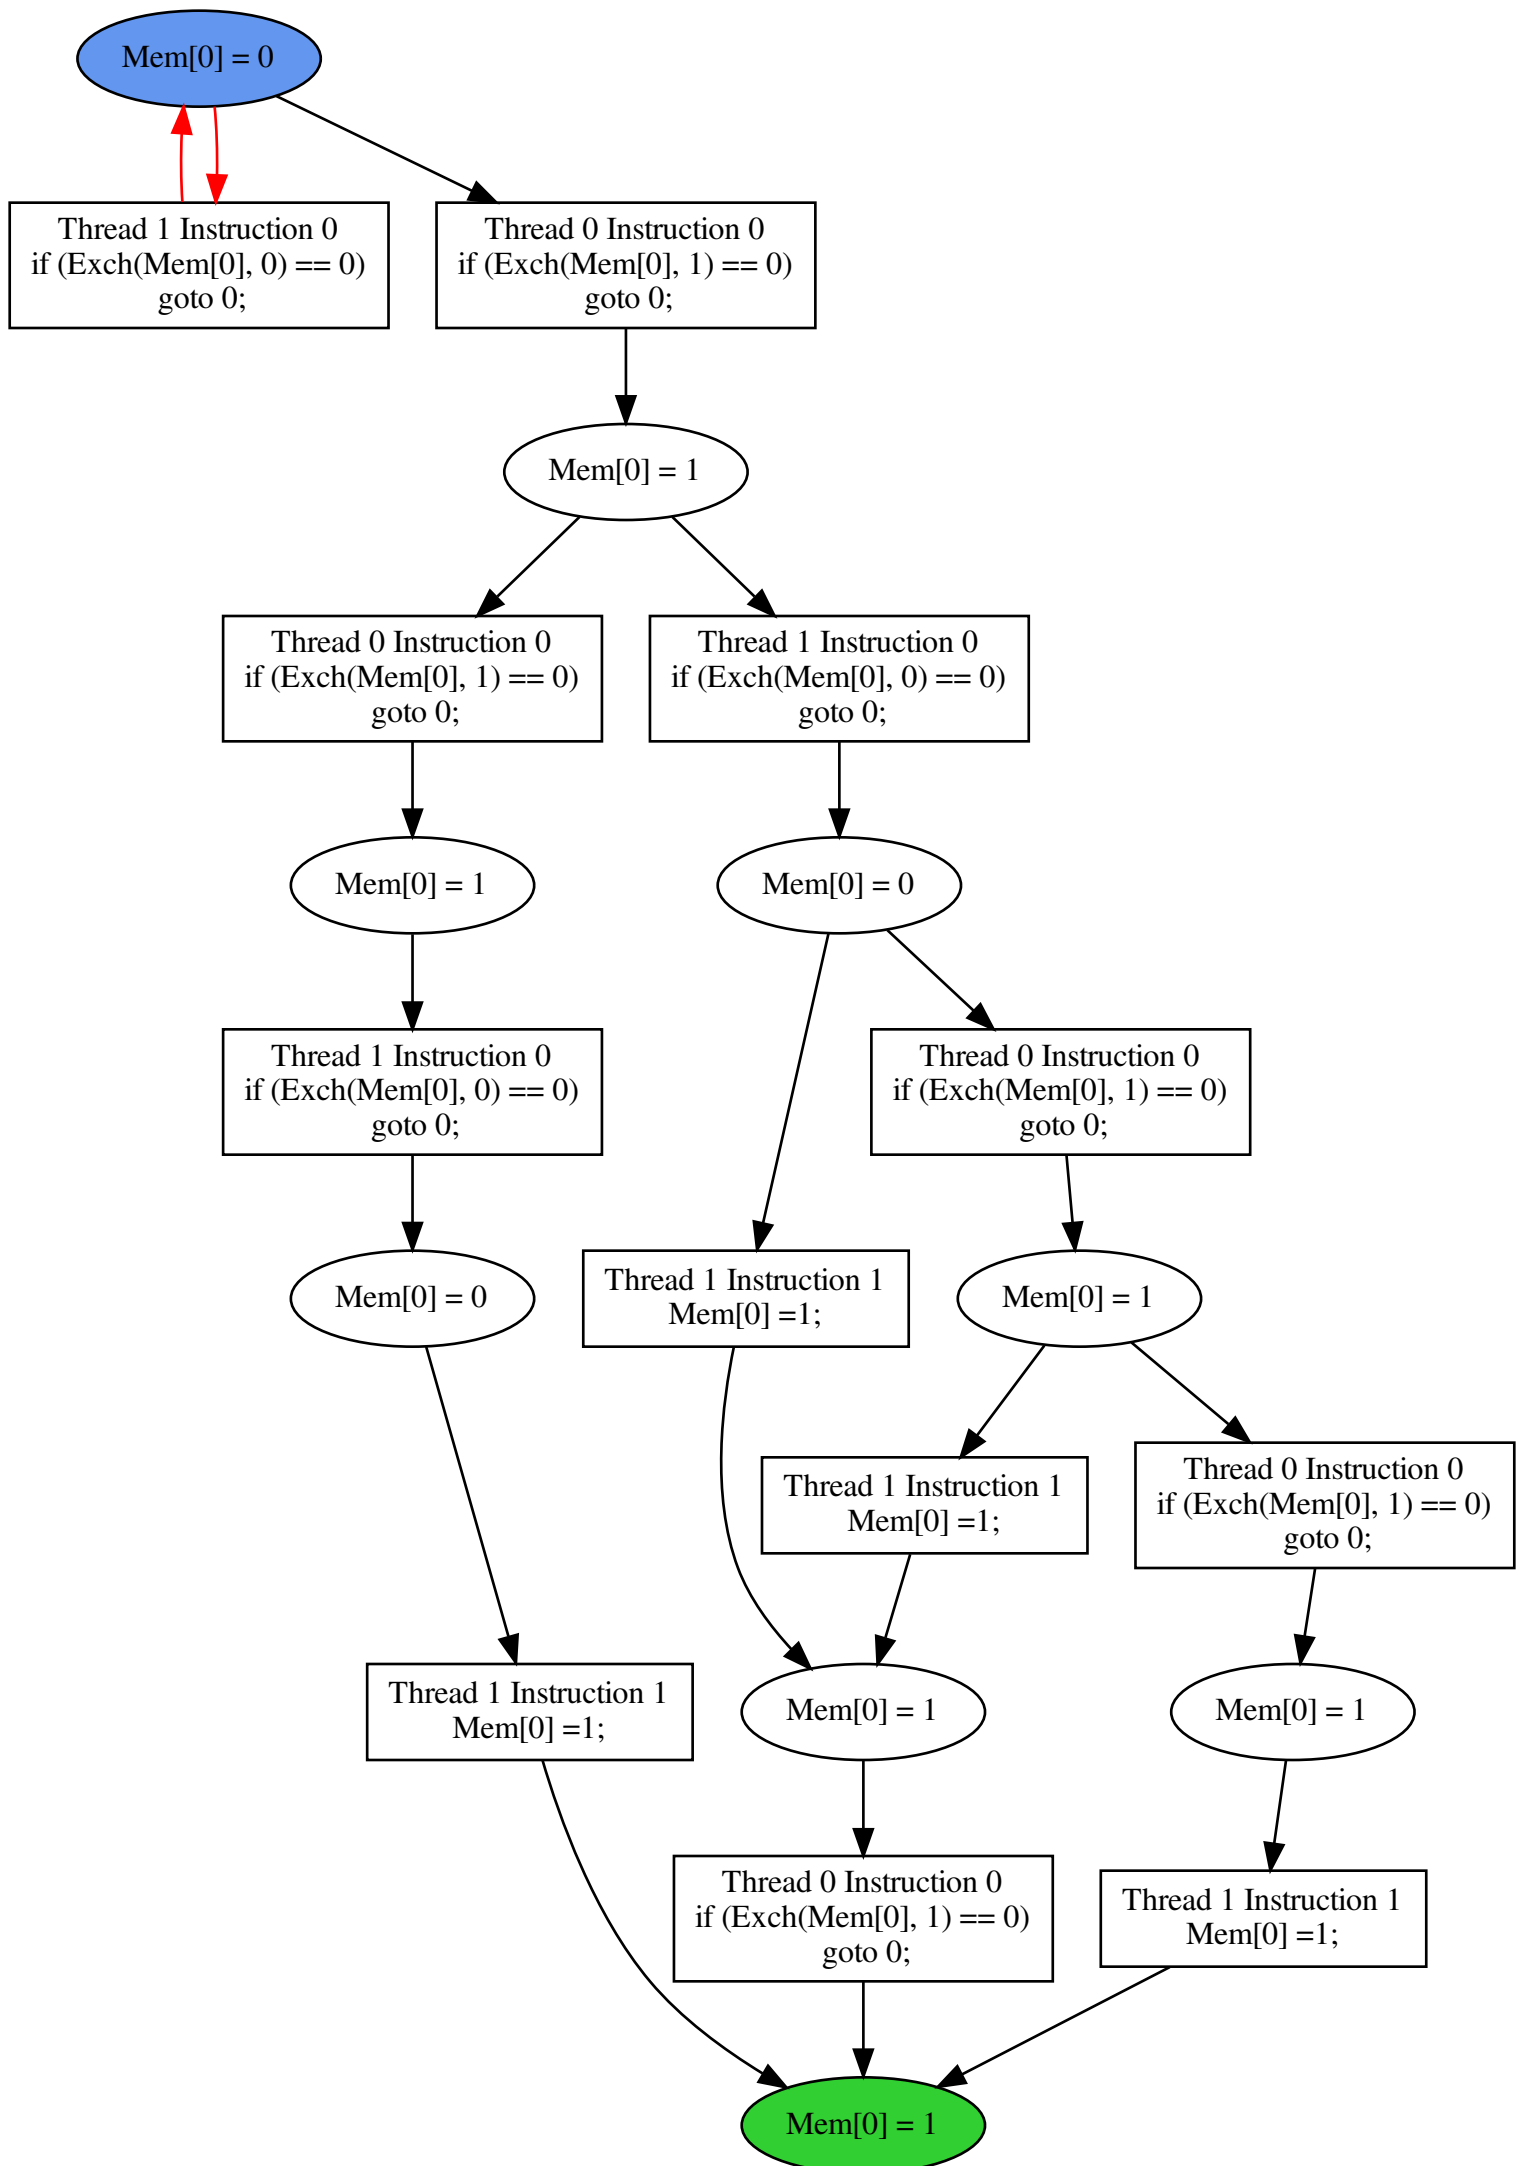 Mem[0] = 0
Thread 1 Instruction 0
if (Exch(Mem[0], 0) == 0)
goto 0;
Thread 0 Instruction 0
if (Exch(Mem[0], 1) == 0)
goto 0;
Mem[0] = 1
Thread 0 Instruction 0
if (Exch(Mem[0], 1) == 0)
goto 0;
Thread 1 Instruction 0
if (Exch(Mem[0], 0) == 0)
goto 0;
Mem[0] = 1
Mem[0] = 0
Thread 1 Instruction 0
if (Exch(Mem[0], 0) == 0)
goto 0;
Thread 0 Instruction 0
if (Exch(Mem[0], 1) == 0)
goto 0;
Mem[0] = 0
Thread 1 Instruction 1
Mem[0] =1;
Mem[0] = 1
Thread 1 Instruction 1
Mem[0] =1;
Thread 0 Instruction 0
if (Exch(Mem[0], 1) == 0)
goto 0;
Thread 1 Instruction 1
Mem[0] =1;
Mem[0] = 1
Mem[0] = 1
Thread 0 Instruction 0
if (Exch(Mem[0], 1) == 0)
goto 0;
Thread 1 Instruction 1
Mem[0] =1;
Mem[0] = 1